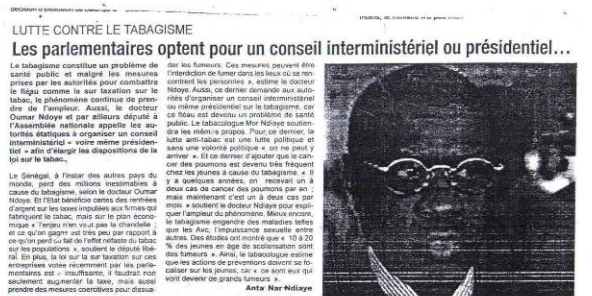 LUTTE CONTRE LE TABAGISME
Les parlementaires optent pour un conseil interministériel ou présidentiel...
Le tabagisme constitue un problème de
santé public et malgré les mesures
prises par les autorités pour combattre
le fléau comme la sur taxation sur le
tabac, le phénomène continue de pren-
dre de l'ampleur. Aussi, le docteur
Oumar Ndoye et par ailleurs député à
l'Assemblée nationale appelle les au-
torités étatiques à organiser un conseil
interministériel « voire même présiden-
tiel » afin d'élargir les dispositions de la
loi sur le tabac.,
Le Sénégal, à l'instar des autres pays du
monde, perd des millions inestimables à
cause du tabagisme, selon le docteur Oumar
Ndoye. Et l'Etat bénéficie certes des rentrées
d'argent sur les taxes imputées aux firmes qui
fabriquent le tabac, mais sur le plan écono-
mique « l'enjeu n'en vaut pas la chandelle ;
et ce qu'on gagne est très peu par rapport à
ce qu'on perd du fait de l'effet néfaste du tabac
sur les populations », soutient le député libé-
ral. En plus, la loi sur la sur taxation sur ces
entreprises votée récemment par les parle-
mentaires est « insuffisante, il faudrait non
seulement augmenter la taxe, mais aussi
prendre des mesures coercitives pour dissua-
der les fumeurs. Ces mesures peuvent être
l'interdiction de fumer dans les lieux où se ren-
contrent les personnes », estime le docteur
Ndoye. Aussi, ce dernier demande aux auto-
rités d'organiser un conseil interministériel
ou même présidentiel sur le tabagisme, car
ce fléau est devenu un problème de santé
public. Le tabacologue Mor Ndiaye soutien-
dra les mêmes propos. Pour ce dernier, la
lutte anti-tabac est une lutte politique et
sans une volonté politique « on ne peut y
arriver ». Et ce dernier d'ajouter que le can-
cer des poumons est devenu très fréquent
chez les jeunes à cause du tabagisme. « Il
y a quelques années, on recevait un à
deux cas de cancer des poumons par an ;
mais maintenant c'est un à deux cas par
mois » soutient le docteur Ndiaye pour expli-
quer l'ampleur du phénomène. Mieux encore,
le tabagisme engendre des maladies telles
que les Avc, l'impuissance sexuelle entre
autres. Des études ont montré que « 10 à 20
% des jeunes en âge de scolarisation sont
des fumeurs ». Ainsi, le tabacologue estime
que les actions de préventions doivent se fo-
caliser sur les jeunes, car « ce sont eux qui
vont devenir de grands fumeurs ».
Anta Nar Ndiaye